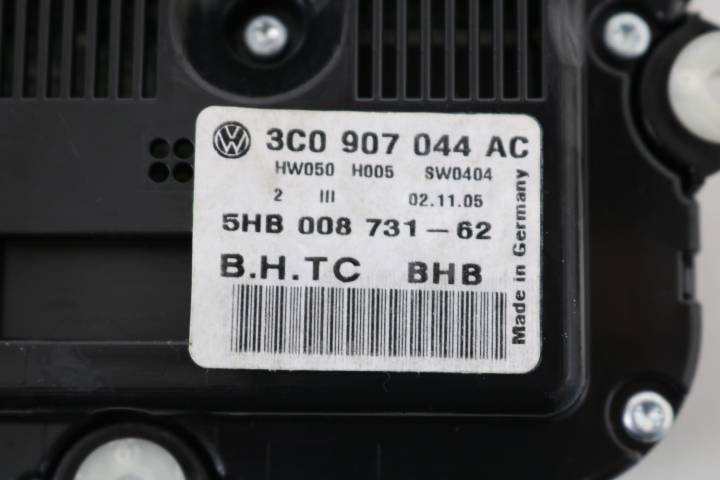 3C0 907 044 AC
HW050 H005 SW0404
2 III 02.11.05
5HB 008 731-62
B.H.TC BHB
Made in Germany